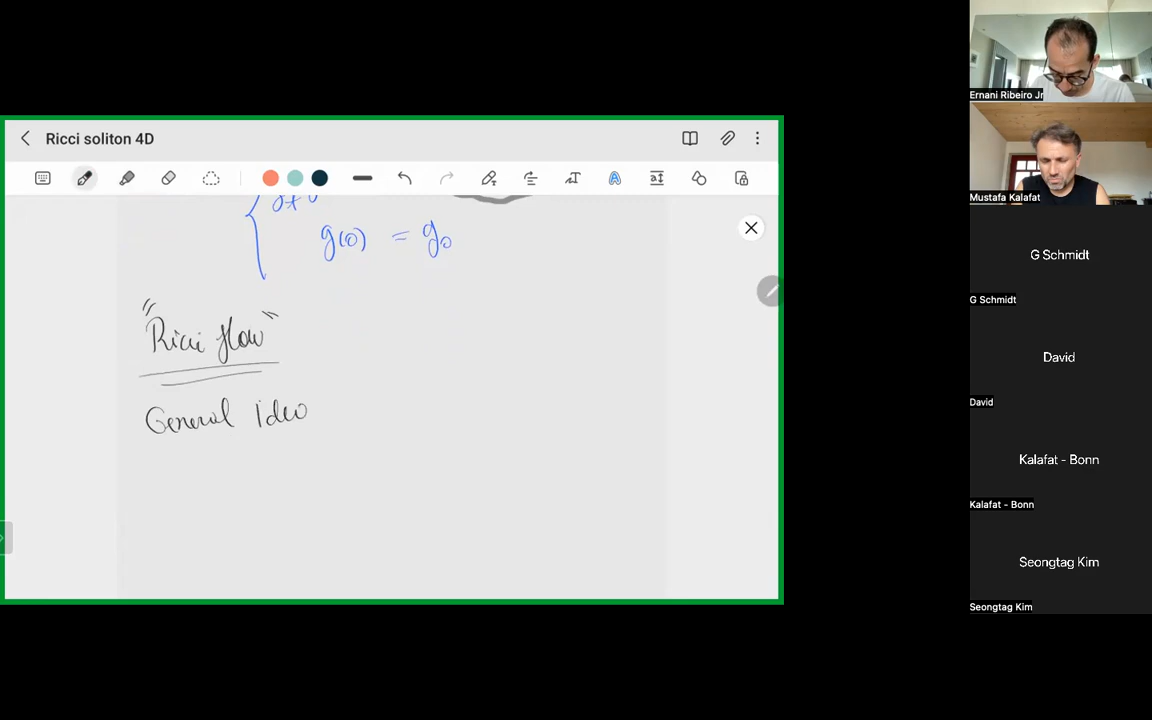 Ricci soliton 4D
g(0) = g₀
"Ricci flow"
General Idea
Ernani Ribeiro Jr
Mustafa Kalafat
G Schmidt
G Schmidt
David
David
Kalafat - Bonn
Kalafat - Bonn
Seongtag Kim
Seongtag Kim